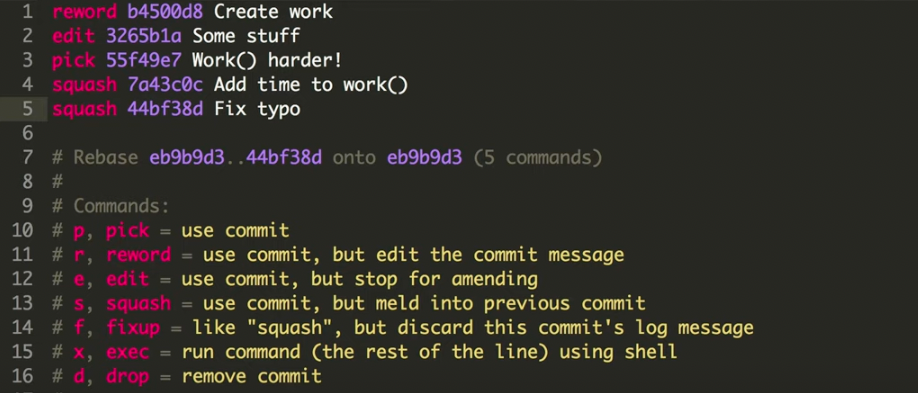 1 reword b4500d8 Create work
2 edit 3265b1a Some stuff
3 pick 55f49e7 Work() harder!
4 squash 7a43c0c Add time to work()
5 squash 44bf38d Fix typo
6
7 # Rebase eb9b9d3..44bf38d onto eb9b9d3 (5 commands)
8 #
9 # Commands:
10 # p, pick = use commit
11 # r, reword = use commit, but edit the commit message
12 # e, edit = use commit, but stop for amending
13 # s, squash = use commit, but meld into previous commit
14 # f, fixup = like "squash", but discard this commit's log message
15 # x, exec = run command (the rest of the line) using shell
16 # d, drop = remove commit